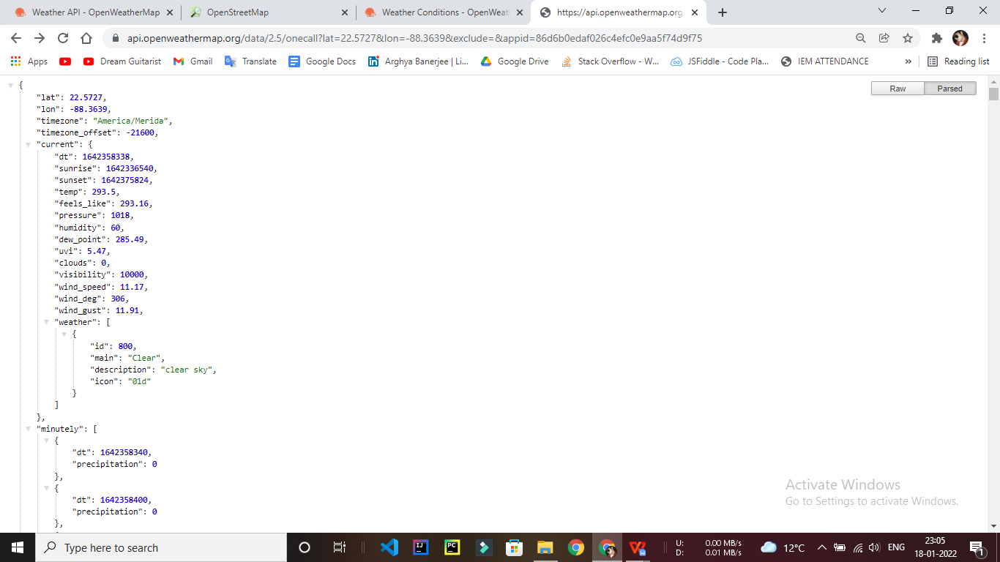 Weather API - OpenWeatherMap
OpenStreetMap
Weather Conditions - OpenWeat
https://api.openweathermap.org
api.openweathermap.org/data/2.5/onecall?lat=22.5727&lon=-88.3639&exclude=&appid=86d6b0edaf026c4efc0e9aa5f74d9f75
Apps
Dream Guitarist
Gmail
Translate
Google Docs
Arghya Banerjee | Li...
Google Drive
Stack Overflow - W...
JSFiddle - Code Pla...
IEM ATTENDANCE
»
Reading list
Raw
Parsed
{
"lat": 22.5727,
"lon": -88.3639,
"timezone": "America/Merida",
"timezone_offset": -21600,
"current": {
"dt": 1642358338,
"sunrise": 1642336540,
"sunset": 1642375824,
"temp": 293.5,
"feels_like": 293.16,
"pressure": 1018,
"humidity": 60,
"dew_point": 285.49,
"uvi": 5.47,
"clouds": 0,
"visibility": 10000,
"wind_speed": 11.17,
"wind_deg": 306,
"wind_gust": 11.91,
"weather": [
{
"id": 800,
"main": "Clear",
"description": "clear sky",
"icon": "01d"
}
]
},
"minutely": [
{
"dt": 1642358340,
"precipitation": 0
},
{
"dt": 1642358400,
"precipitation": 0
},
Activate Windows
Go to Settings to activate Windows.
Type here to search
IJ
PC
U: 0.00 MB/s
D: 0.01 MB/s
12°C
ENG
23:05
18-01-2022
1